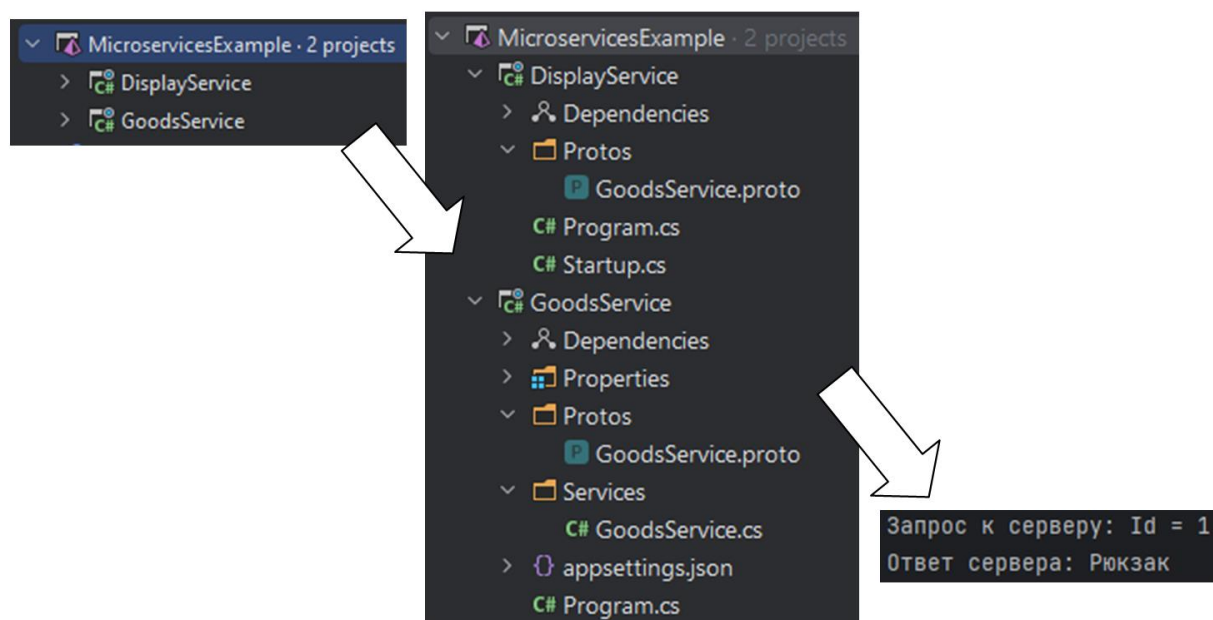 MicroservicesExample · 2 projects
DisplayService
GoodsService
MicroservicesExample · 2 projects
DisplayService
Dependencies
Protos
GoodsService.proto
C# Program.cs
C# Startup.cs
GoodsService
Dependencies
Properties
Protos
GoodsService.proto
Services
C# GoodsService.cs
appsettings.json
C# Program.cs
Запрос к серверу: Id = 1
Ответ сервера: Рюкзак